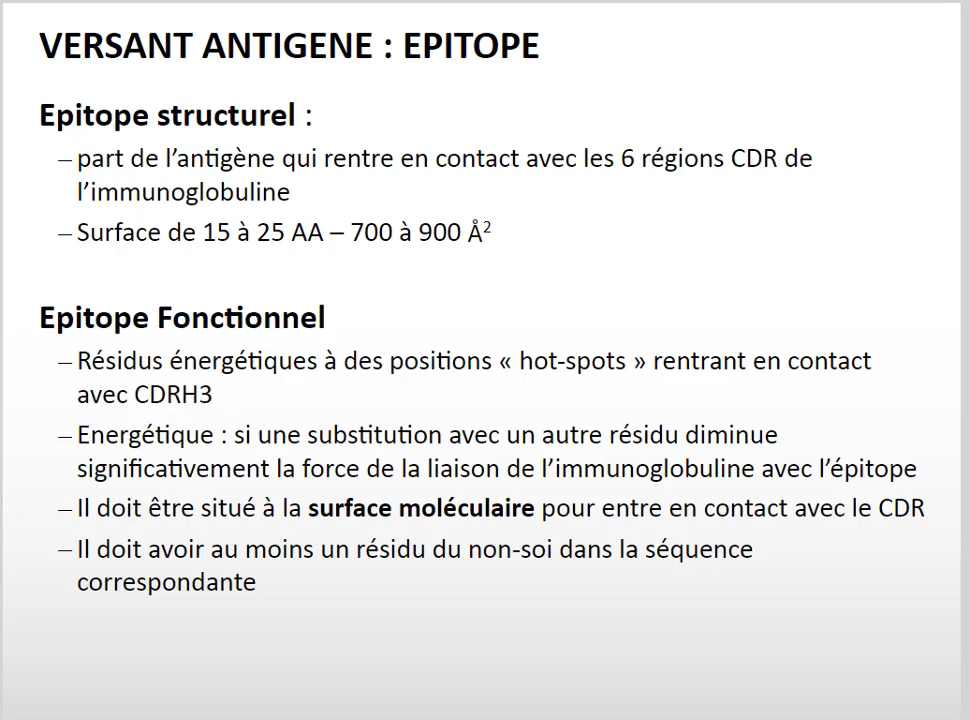 VERSANT ANTIGENE : EPITOPE
Epitope structurel :
– part de l’antigène qui rentre en contact avec les 6 régions CDR de
l’immunoglobuline
– Surface de 15 à 25 AA – 700 à 900 Å²
Epitope Fonctionnel
– Résidus énergétiques à des positions « hot-spots » rentrant en contact
avec CDRH3
– Energétique : si une substitution avec un autre résidu diminue
significativement la force de la liaison de l’immunoglobuline avec l’épitope
– Il doit être situé à la surface moléculaire pour entre en contact avec le CDR
– Il doit avoir au moins un résidu du non-soi dans la séquence
correspondante